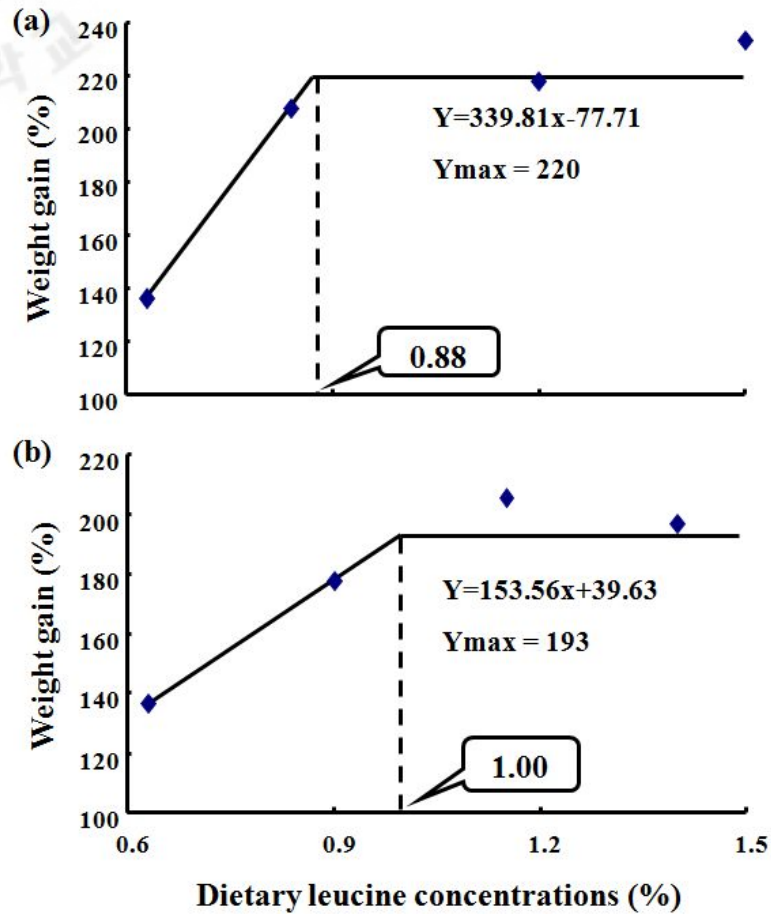 (a)
240
220
200
180
160
140
120
100
Weight gain (%)
Y=339.81x-77.71
Ymax = 220
0.88
(b)
220
200
180
160
140
120
100
Weight gain (%)
Y=153.56x+39.63
Ymax = 193
1.00
0.6 0.9 1.2 1.5
Dietary leucine concentrations (%)